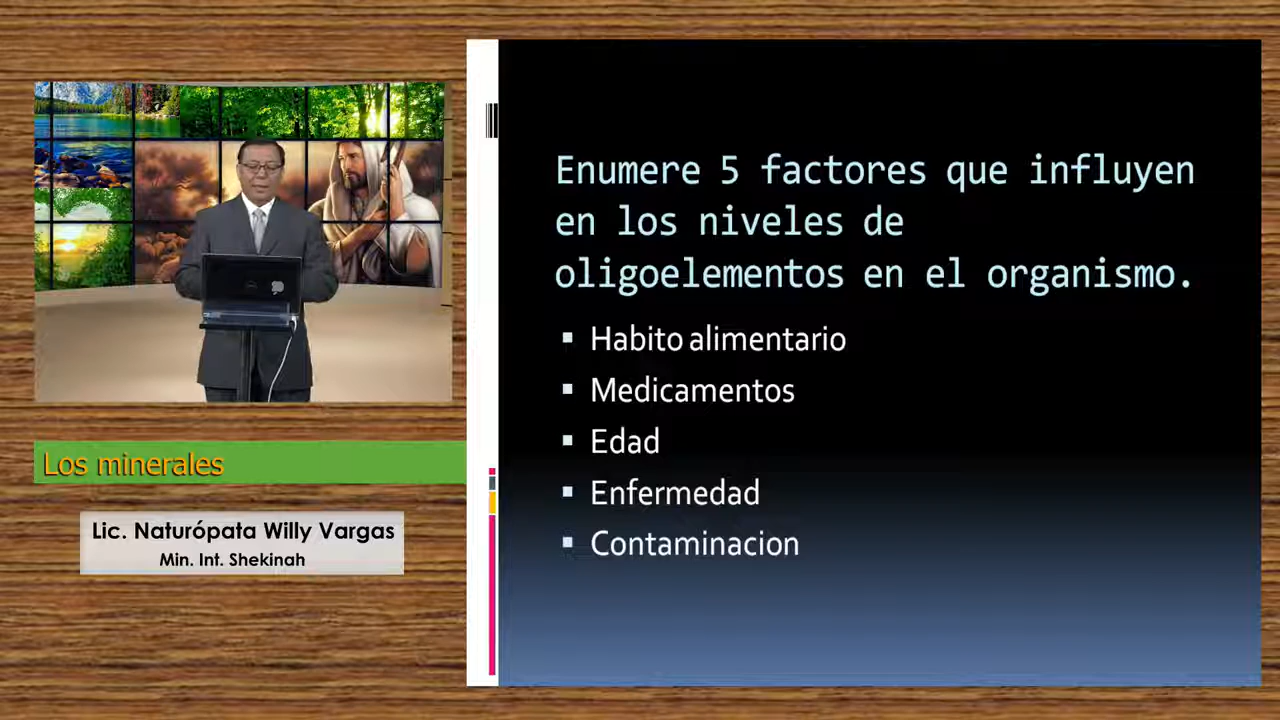 Enumere 5 factores que influyen
en los niveles de
oligoelementos en el organismo.
Habito alimentario
Medicamentos
Edad
Enfermedad
Contaminacion
Los minerales
Lic. Naturópata Willy Vargas
Min. Int. Shekinah